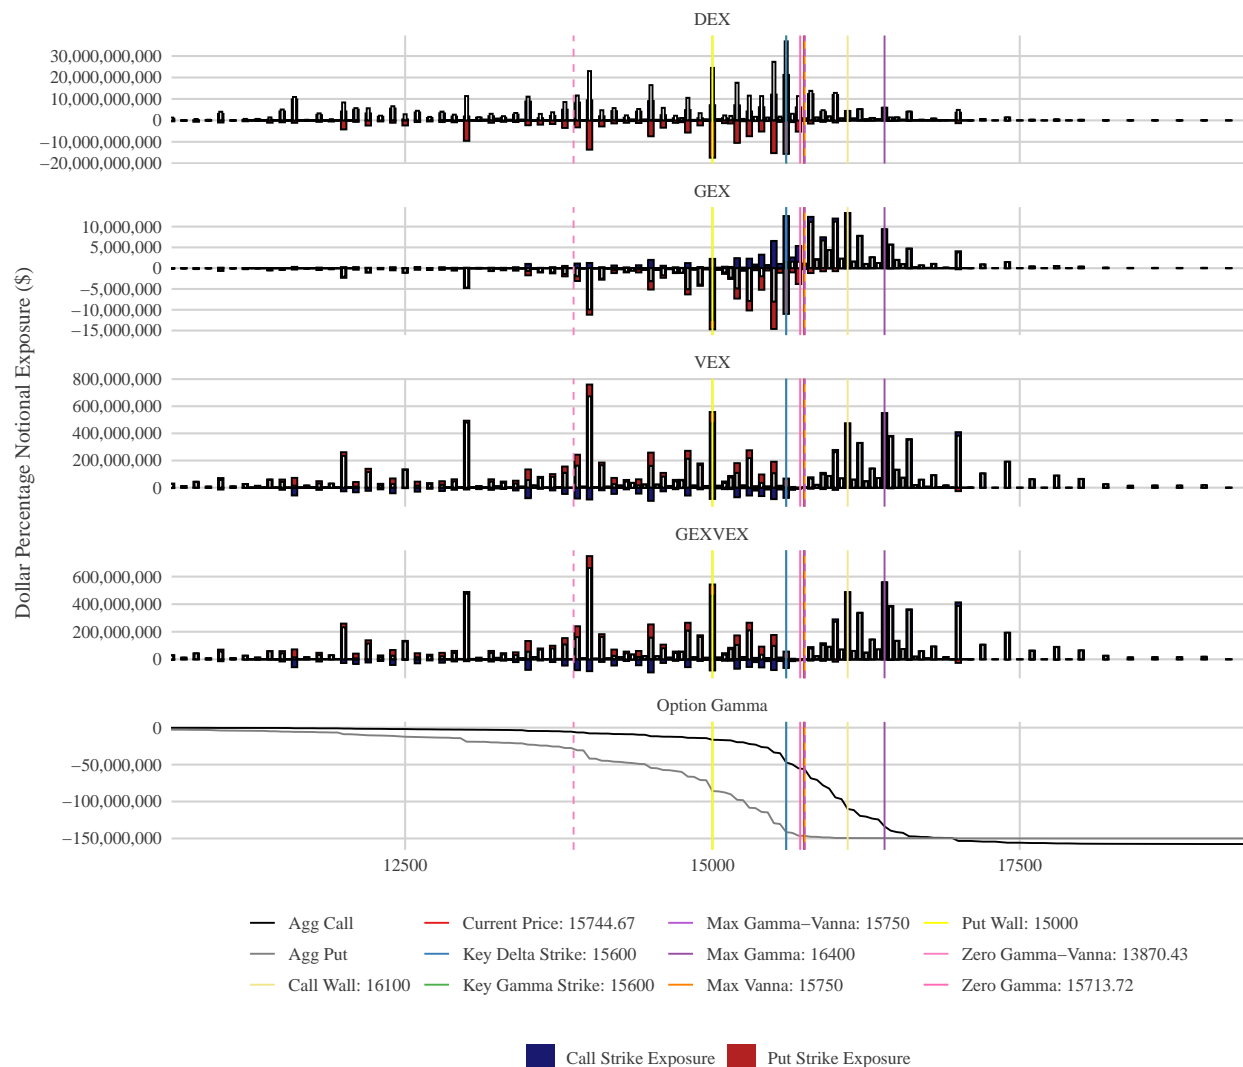 DEX
30,000,000,000
20,000,000,000
10,000,000,000
0
−10,000,000,000
−20,000,000,000
GEX
10,000,000
5,000,000
0
−5,000,000
−10,000,000
−15,000,000
Dollar Percentage Notional Exposure ($)
VEX
800,000,000
600,000,000
400,000,000
200,000,000
0
GEXVEX
600,000,000
400,000,000
200,000,000
0
Option Gamma
0
−50,000,000
−100,000,000
−150,000,000
12500 15000 17500
Agg Call Current Price: 15744.67 Max Gamma−Vanna: 15750 Put Wall: 15000
Agg Put Key Delta Strike: 15600 Max Gamma: 16400 Zero Gamma−Vanna: 13870.43
Call Wall: 16100 Key Gamma Strike: 15600 Max Vanna: 15750 Zero Gamma: 15713.72
Call Strike Exposure Put Strike Exposure